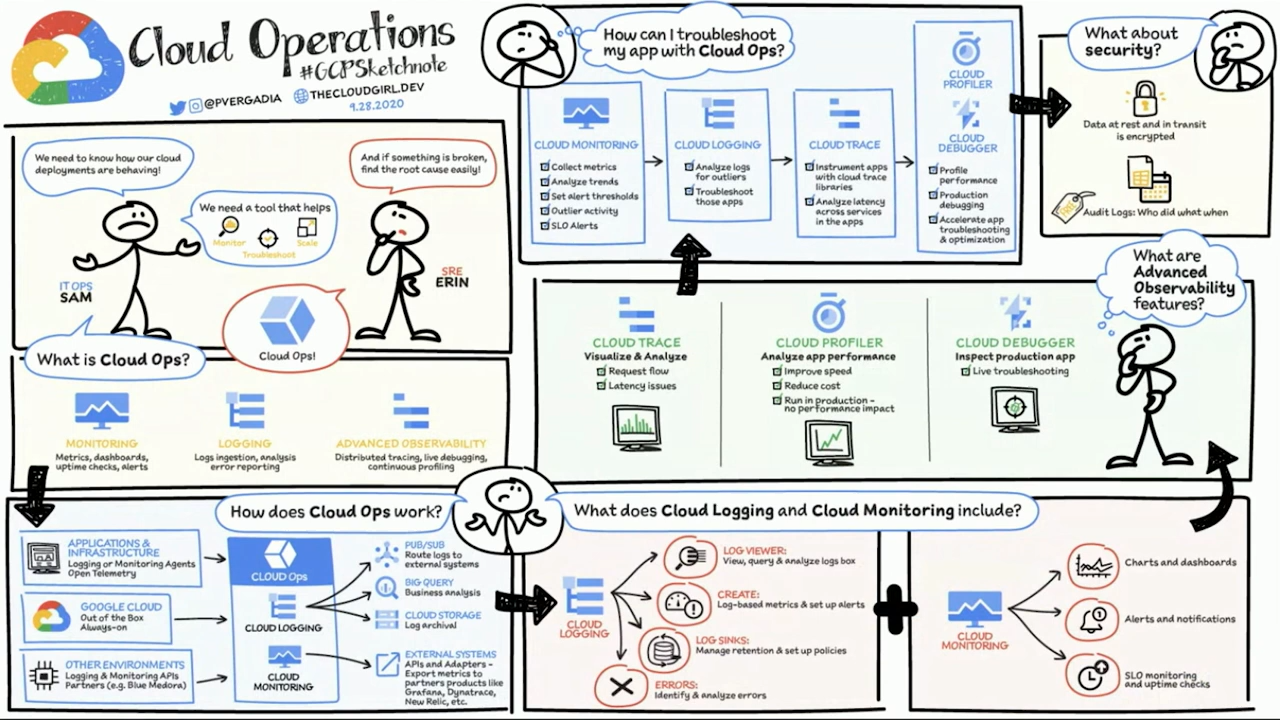 Cloud Operations
#GCPSketchnote
@PVERGADIA
THECLOUDGIRL.DEV
9.28.2020
We need to know how our cloud
deployments are behaving!
And if something is broken,
find the root cause easily!
We need a tool that helps
Monitor
Scale
Troubleshoot
IT OPS
SAM
SRE
ERIN
Cloud Ops!
What is Cloud Ops?
MONITORING
Metrics, dashboards,
uptime checks, alerts
LOGGING
Logs ingestion, analysis
error reporting
ADVANCED OBSERVABILITY
Distributed tracing, live debugging,
continuous profiling
How does Cloud Ops work?
APPLICATIONS &
INFRASTRUCTURE
Logging or Monitoring Agents
Open Telemetry
GOOGLE CLOUD
Out of the Box
Always-on
OTHER ENVIRONMENTS
Logging & Monitoring APIs
Partners (e.g. Blue Medora)
CLOUD Ops
CLOUD LOGGING
CLOUD
MONITORING
PUB/SUB
Route logs to
external systems
BIG QUERY
Business analysis
CLOUD STORAGE
Log archival
EXTERNAL SYSTEMS
APIs and Adapters -
Export metrics to
partners products like
Grafana, Dynatrace,
New Relic, etc.
What does Cloud Logging and Cloud Monitoring include?
CLOUD
LOGGING
LOG VIEWER:
View, query & analyze logs box
CREATE:
Log-based metrics & set up alerts
LOG SINKS:
Manage retention & set up policies
ERRORS:
Identify & analyze errors
CLOUD
MONITORING
Charts and dashboards
Alerts and notifications
SLO monitoring
and uptime checks
What are
Advanced
Observability
features?
CLOUD TRACE
Visualize & Analyze
Request flow
Latency issues
CLOUD PROFILER
Analyze app performance
Improve speed
Reduce cost
Run in production -
no performance impact
CLOUD DEBUGGER
Inspect production app
Live troubleshooting
How can I troubleshoot
my app with Cloud Ops?
CLOUD MONITORING
Collect metrics
Analyze trends
Set alert thresholds
Outlier activity
SLO Alerts
CLOUD LOGGING
Analyze logs
for outliers
Troubleshoot
those apps
CLOUD TRACE
Instrument apps
with cloud trace
libraries
Analyze latency
across services
in the apps
CLOUD
PROFILER
CLOUD
DEBUGGER
Profile
performance
Production
debugging
Accelerate app
troubleshooting
& optimization
What about
security?
Data at rest and in transit
is encrypted
FREE
Audit Logs: Who did what when